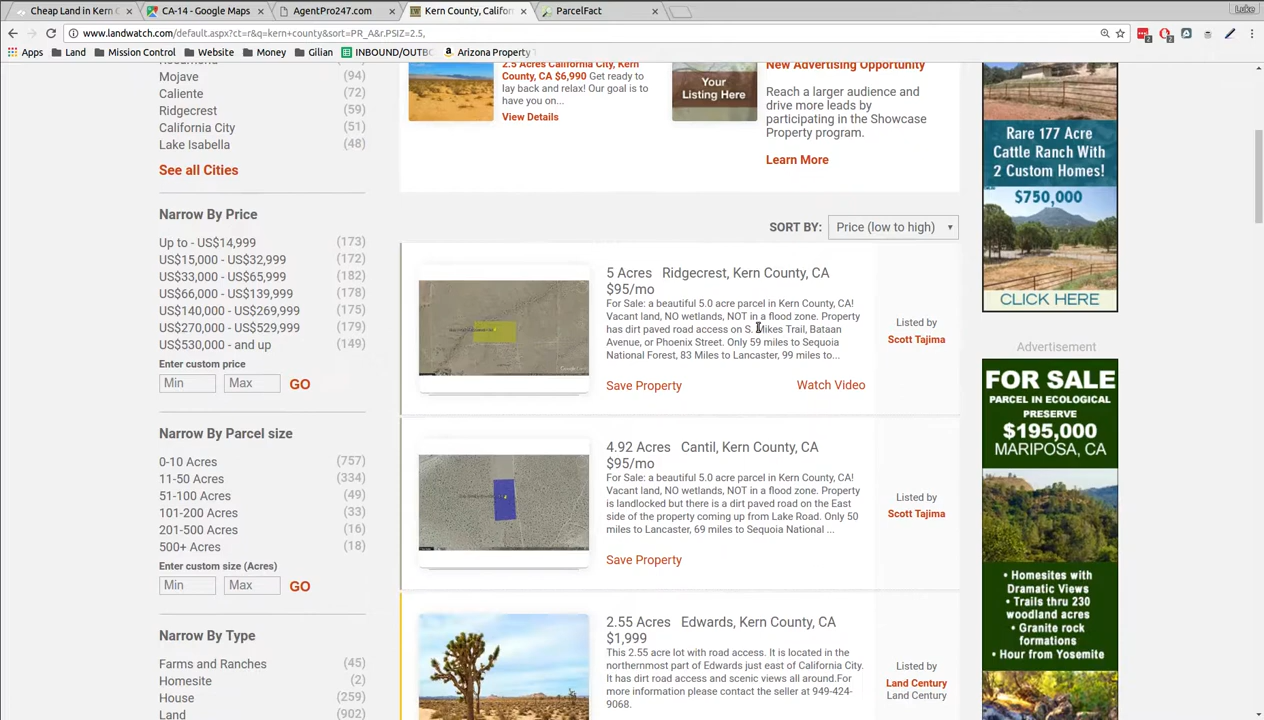 Cheap Land in Kern C
CA-14 - Google Maps
AgentPro247.com
Kern County, Califor
ParcelFact
Luke
www.landwatch.com/default.aspx?ct=r&q=kern+county&sort=PR_A&r.PSIZ=2.5,
Apps
Land
Mission Control
Website
Money
Gilian
INBOUND/OUTBO
Arizona Property
Mojave (94)
Caliente (72)
Ridgecrest (59)
California City (51)
Lake Isabella (48)
See all Cities
Narrow By Price
Up to - US$14,999 (173)
US$15,000 - US$32,999 (172)
US$33,000 - US$65,999 (182)
US$66,000 - US$139,999 (178)
US$140,000 - US$269,999 (175)
US$270,000 - US$529,999 (179)
US$530,000 - and up (149)
Enter custom price
Min Max GO
Narrow By Parcel size
0-10 Acres (757)
11-50 Acres (334)
51-100 Acres (49)
101-200 Acres (33)
201-500 Acres (16)
500+ Acres (18)
Enter custom size (Acres)
Min Max GO
Narrow By Type
Farms and Ranches (45)
Homesite (2)
House (259)
Land (902)
2.5 Acres California City, Kern
County, CA $6,990 Get ready to
lay back and relax! Our goal is to
have you on...
View Details
Your
Listing Here
New Advertising Opportunity
Reach a larger audience and
drive more leads by
participating in the Showcase
Property program.
Learn More
SORT BY: Price (low to high)
5 Acres Ridgecrest, Kern County, CA
$95/mo
For Sale: a beautiful 5.0 acre parcel in Kern County, CA!
Vacant land, NO wetlands, NOT in a flood zone. Property
has dirt paved road access on S. Mikes Trail, Bataan
Avenue, or Phoenix Street. Only 59 miles to Sequoia
National Forest, 83 Miles to Lancaster, 99 miles to...
Save Property
Watch Video
Listed by
Scott Tajima
4.92 Acres Cantil, Kern County, CA
$95/mo
For Sale: a beautiful 5.0 acre parcel in Kern County, CA!
Vacant land, NO wetlands, NOT in a flood zone. Property
is landlocked but there is a dirt paved road on the East
side of the property coming up from Lake Road. Only 50
miles to Lancaster, 69 miles to Sequoia National ...
Save Property
Listed by
Scott Tajima
2.55 Acres Edwards, Kern County, CA
$1,999
This 2.55 acre lot with road access. It is located in the
northernmost part of Edwards just east of California City.
It has dirt road access and scenic views all around.For
more information please contact the seller at 949-424-
9068.
Listed by
Land Century
Land Century
Rare 177 Acre
Cattle Ranch With
2 Custom Homes!
$750,000
CLICK HERE
Advertisement
FOR SALE
PARCEL IN ECOLOGICAL
PRESERVE
$195,000
MARIPOSA, CA
• Homesites with
Dramatic Views
• Trails thru 230
woodland acres
• Granite rock
formations
• Hour from Yosemite